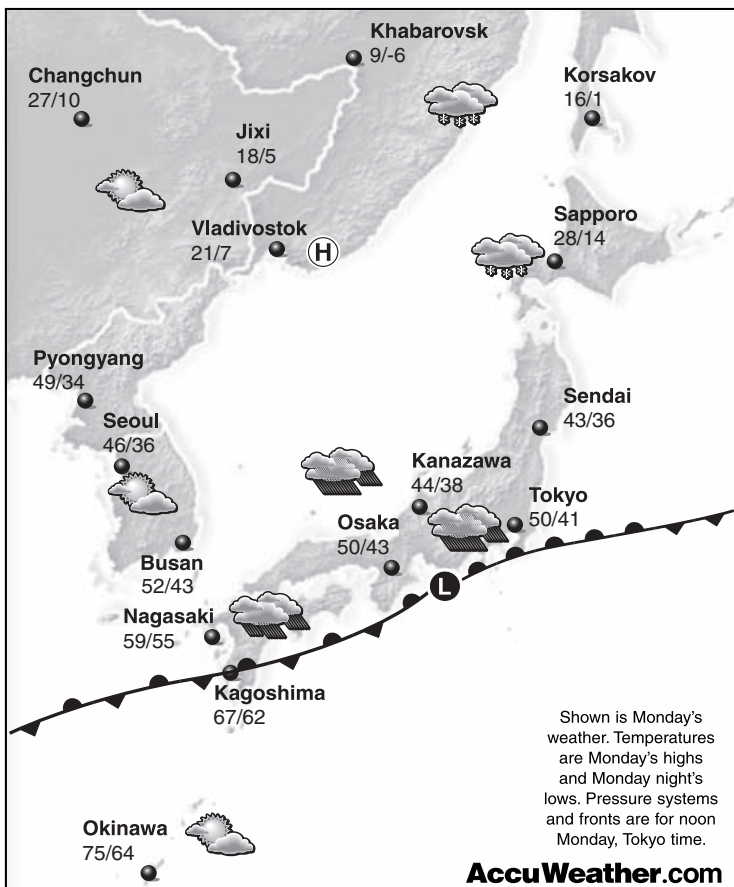 Khabarovsk
9/-6
Changchun
27/10
Korsakov
16/1
Jixi
18/5
Sapporo
28/14
Vladivostok
21/7
H
Pyongyang
49/34
Sendai
43/36
Seoul
46/36
Kanazawa
44/38
Tokyo
50/41
Osaka
50/43
Busan
52/43
L
Nagasaki
59/55
Kagoshima
67/62
Shown is Monday’s
weather. Temperatures
are Monday’s highs
and Monday night’s
lows. Pressure systems
and fronts are for noon
Monday, Tokyo time.
Okinawa
75/64
AccuWeather.com